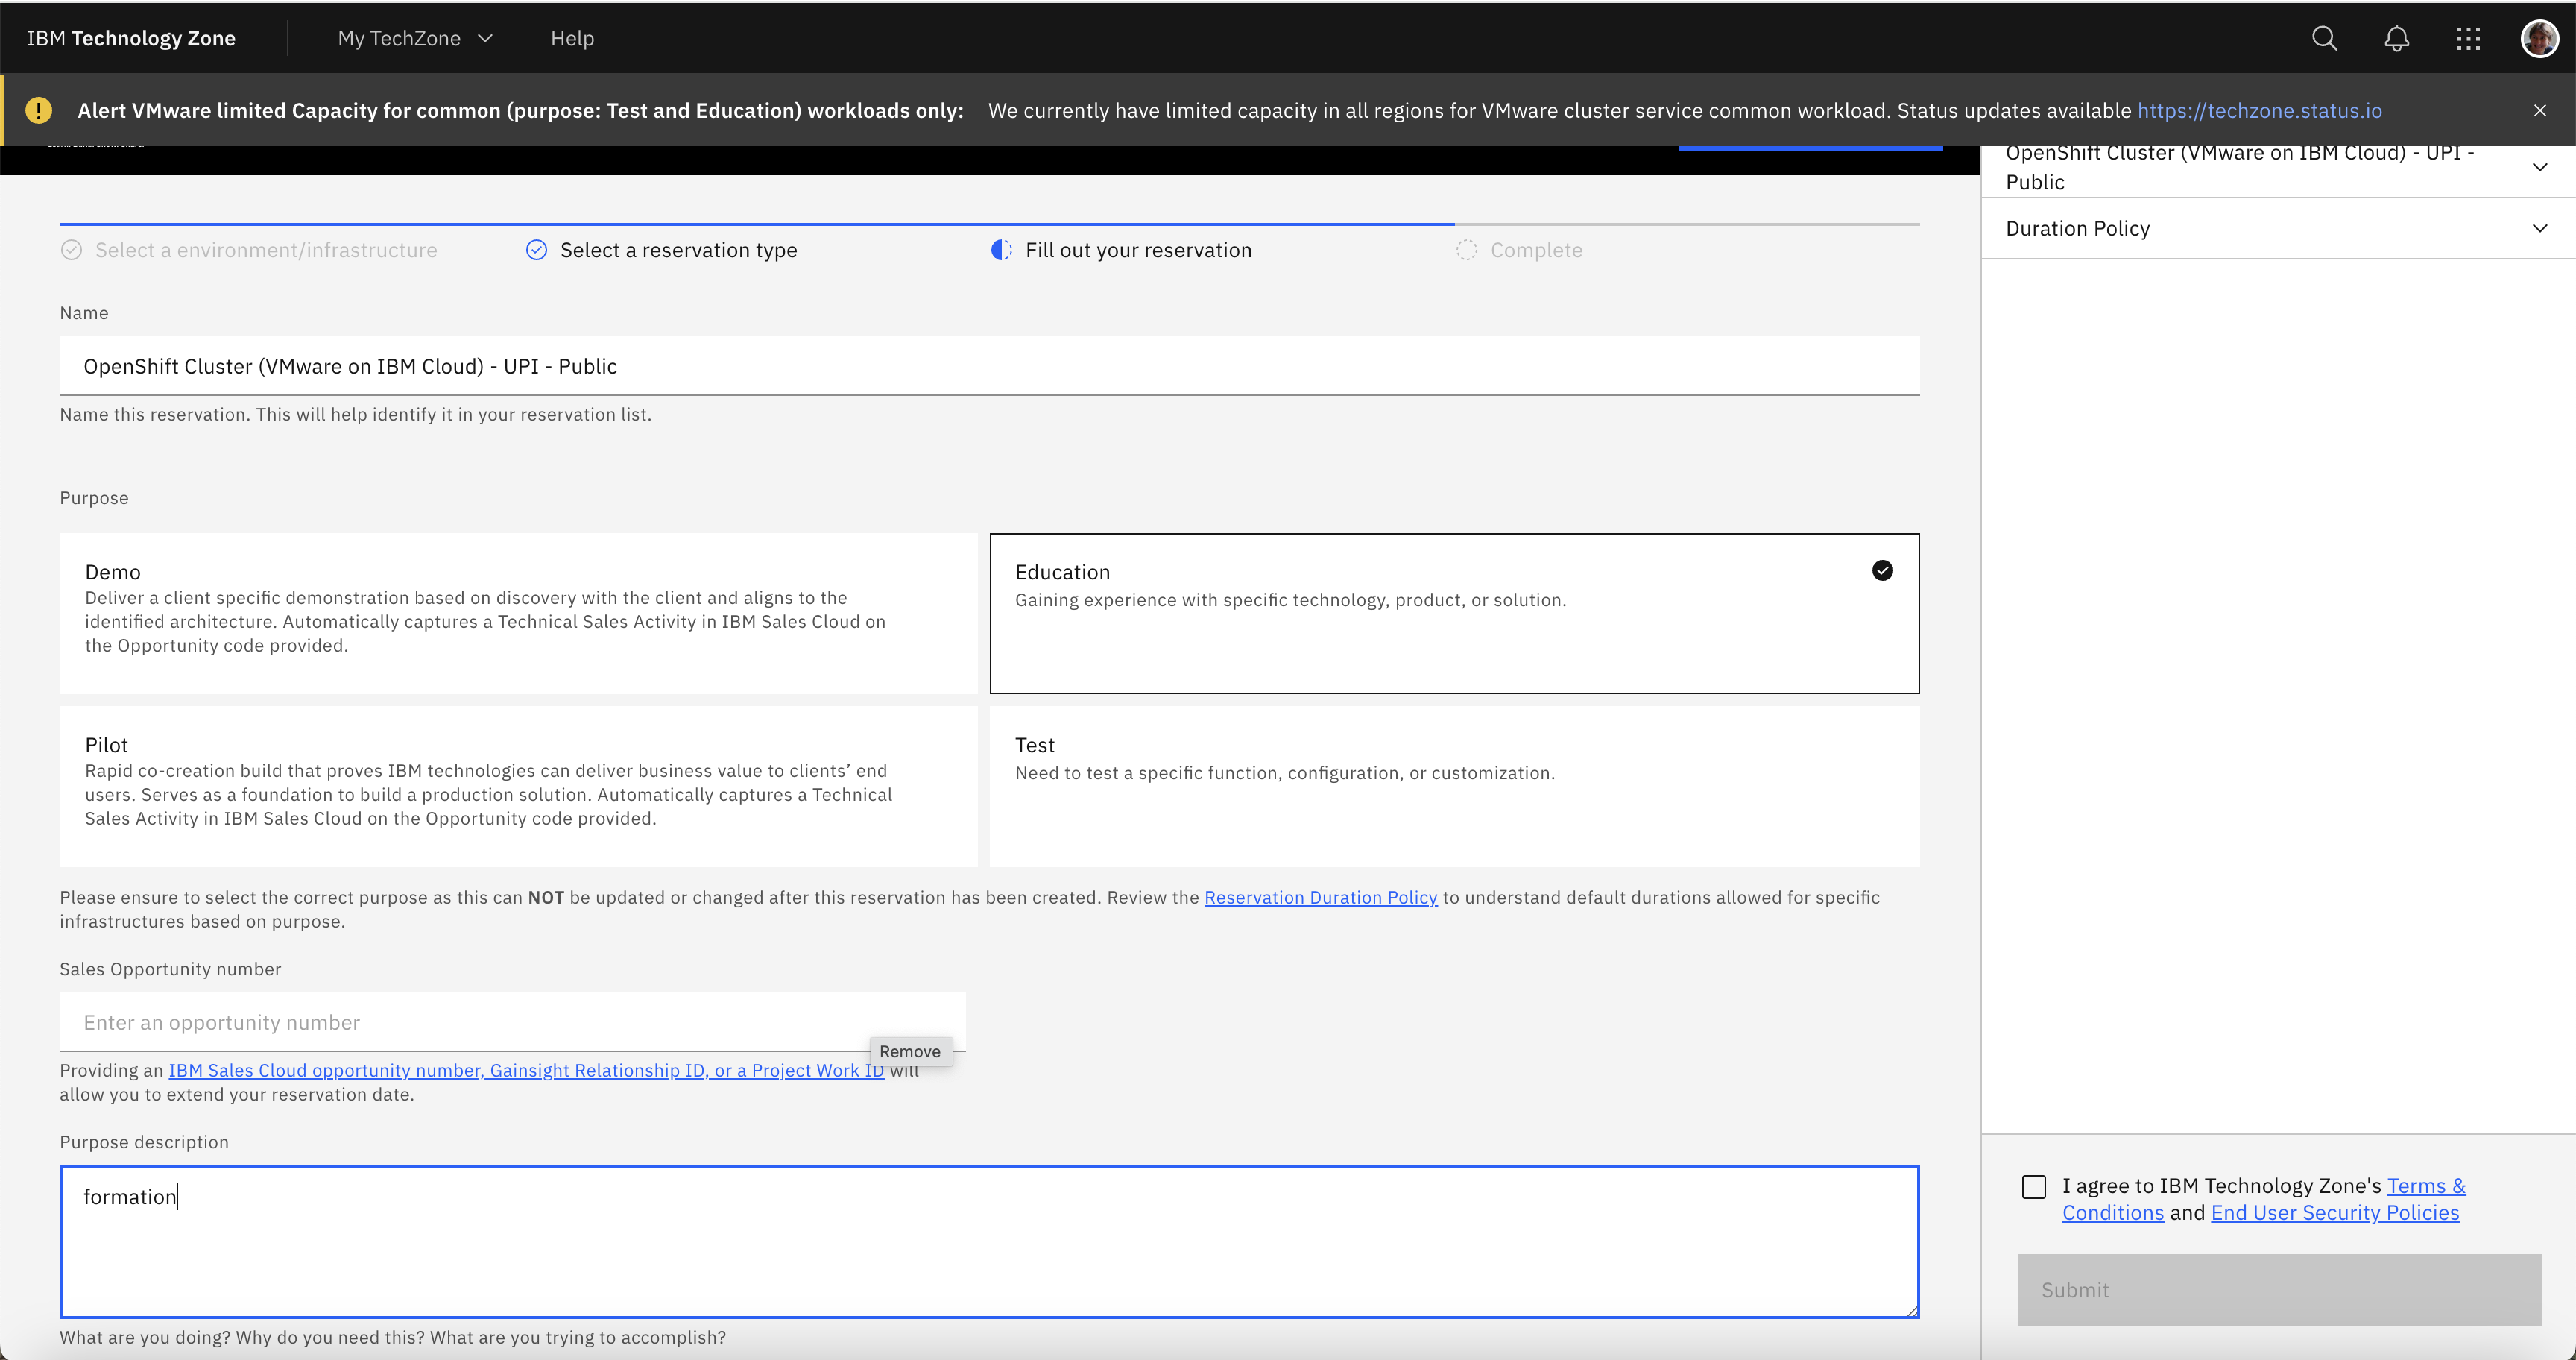 IBM Technology Zone
My TechZone
Help
Alert VMware limited Capacity for common (purpose: Test and Education) workloads only: We currently have limited capacity in all regions for VMware cluster service common workload. Status updates available https://techzone.status.io
OpenShift Cluster (VMware on IBM Cloud) - UPI -
Public
Duration Policy
Select a environment/infrastructure
Select a reservation type
Fill out your reservation
Complete
Name
OpenShift Cluster (VMware on IBM Cloud) - UPI - Public
Name this reservation. This will help identify it in your reservation list.
Purpose
Demo
Deliver a client specific demonstration based on discovery with the client and aligns to the
identified architecture. Automatically captures a Technical Sales Activity in IBM Sales Cloud on
the Opportunity code provided.
Education
Gaining experience with specific technology, product, or solution.
Pilot
Rapid co-creation build that proves IBM technologies can deliver business value to clients’ end
users. Serves as a foundation to build a production solution. Automatically captures a Technical
Sales Activity in IBM Sales Cloud on the Opportunity code provided.
Test
Need to test a specific function, configuration, or customization.
Please ensure to select the correct purpose as this can NOT be updated or changed after this reservation has been created. Review the Reservation Duration Policy to understand default durations allowed for specific
infrastructures based on purpose.
Sales Opportunity number
Enter an opportunity number
Remove
Providing an IBM Sales Cloud opportunity number, Gainsight Relationship ID, or a Project Work ID will
allow you to extend your reservation date.
Purpose description
formation
What are you doing? Why do you need this? What are you trying to accomplish?
I agree to IBM Technology Zone's Terms &
Conditions and End User Security Policies
Submit